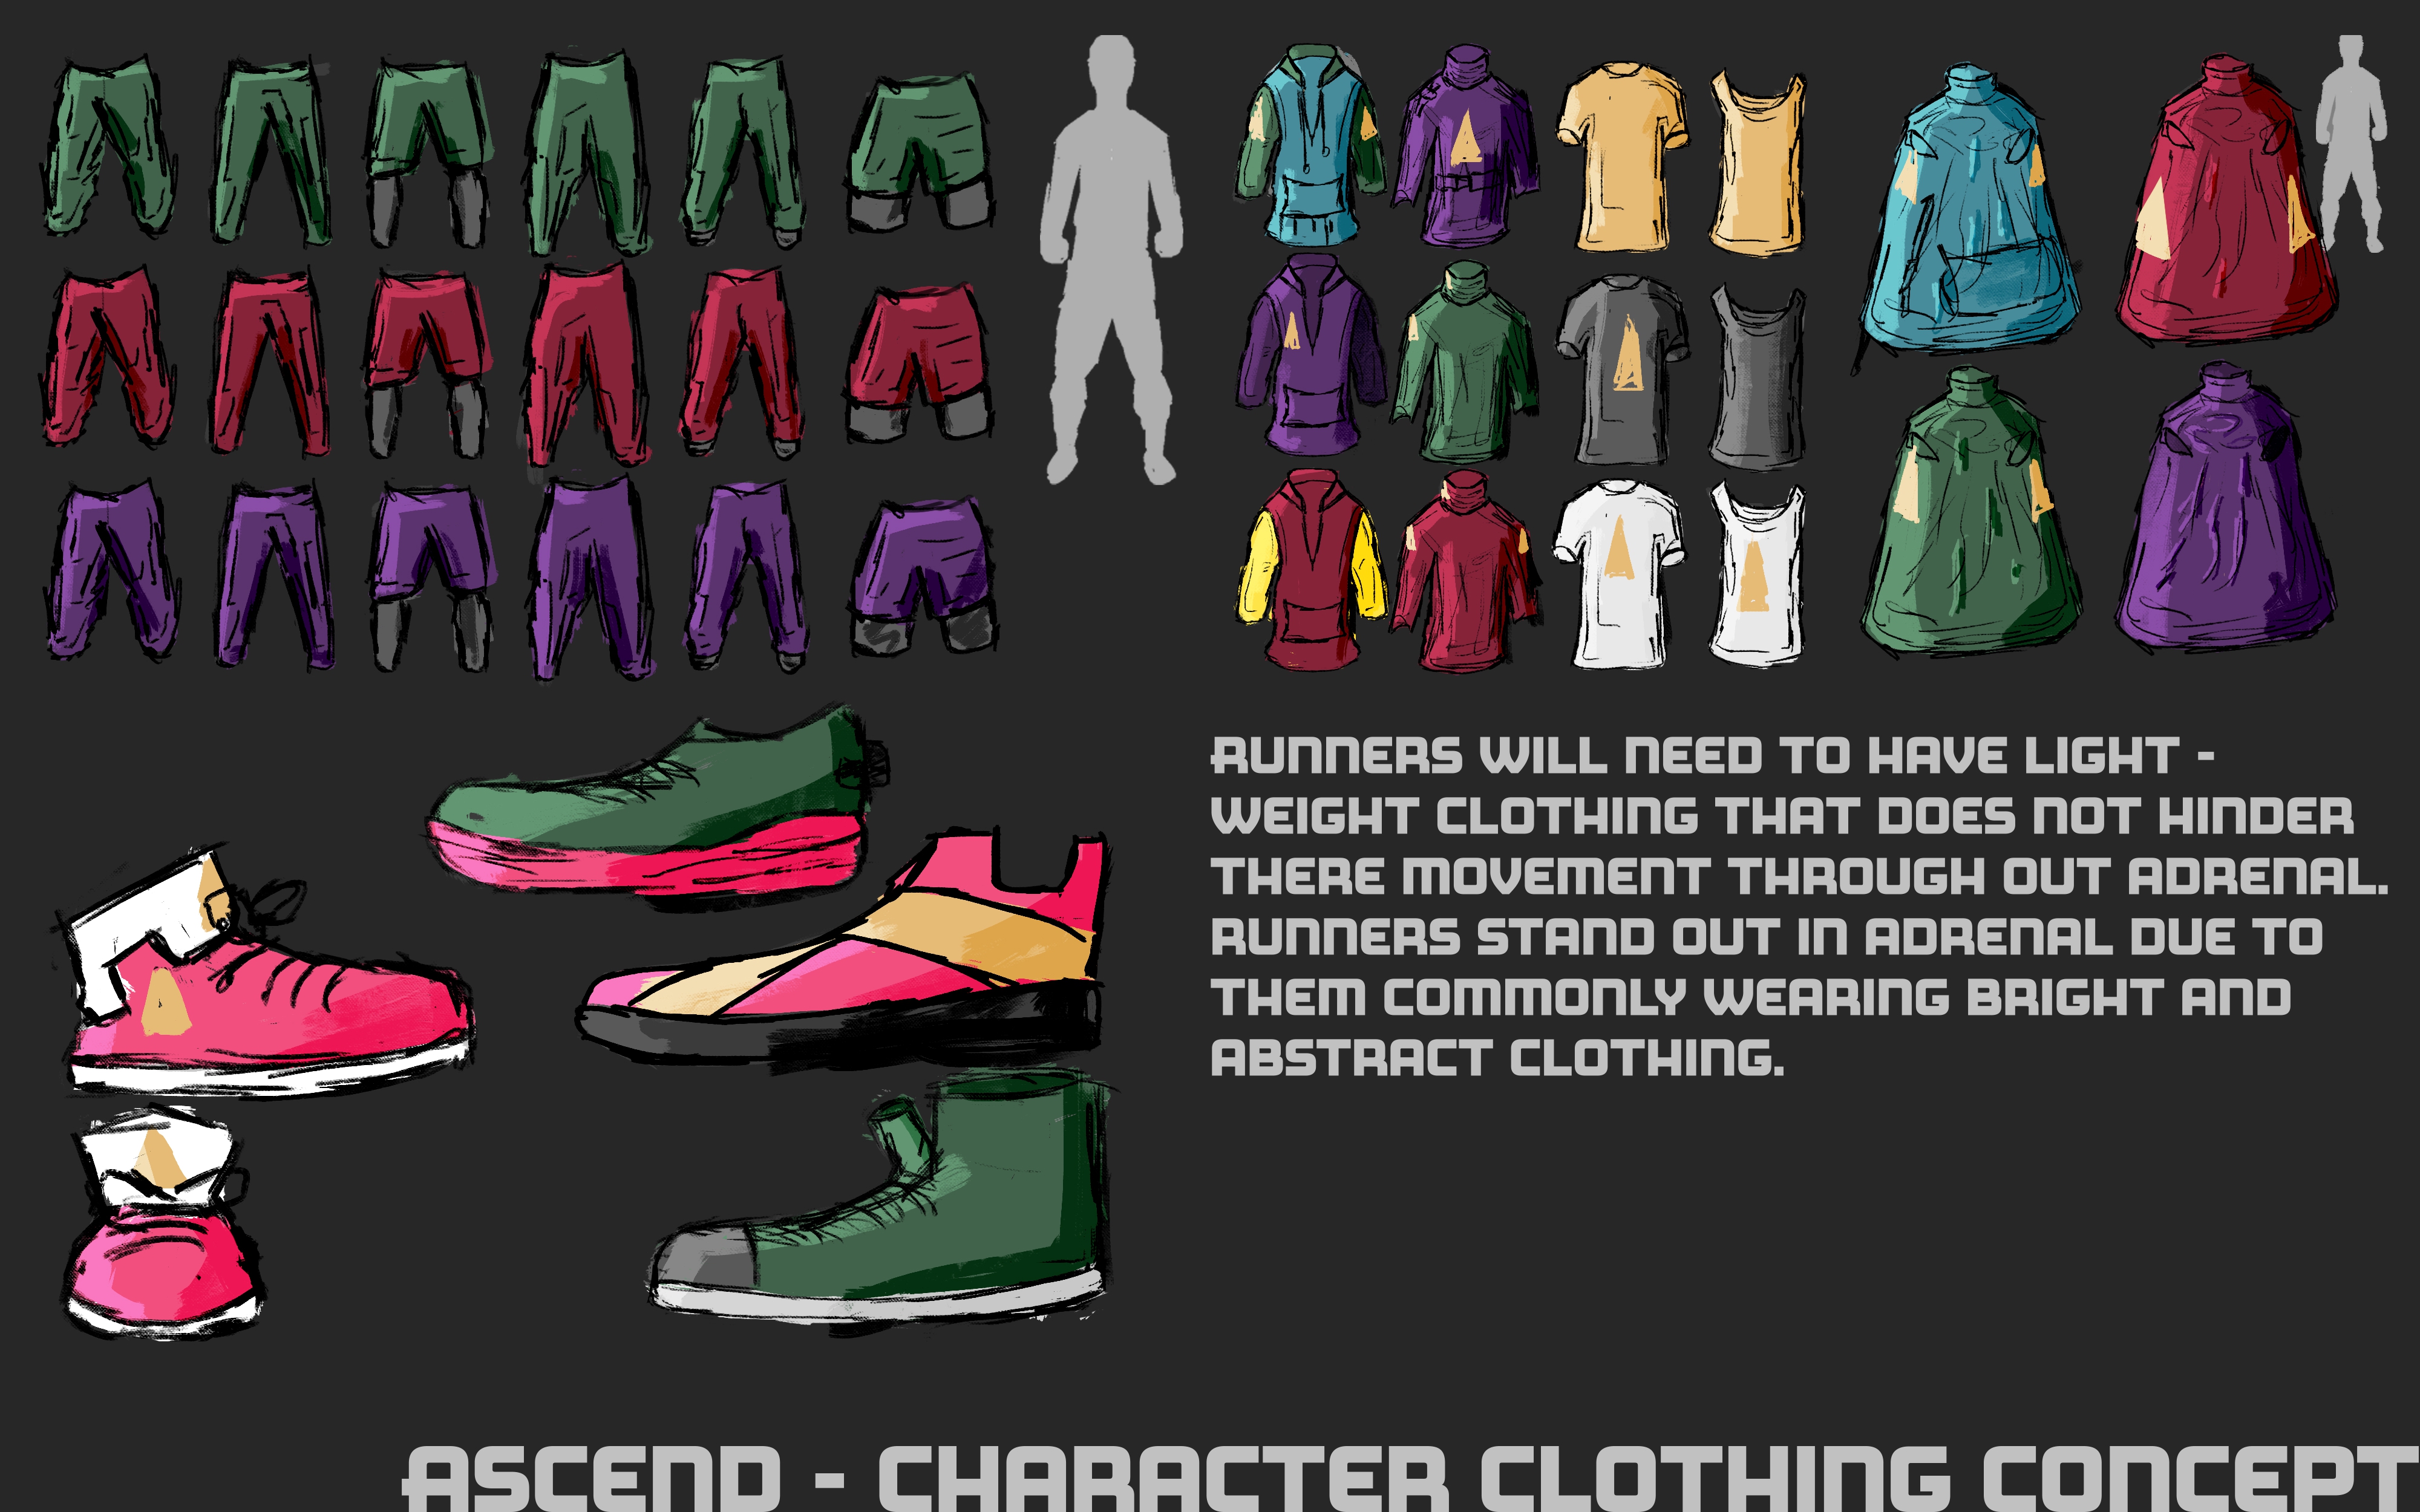 RUNNERS WILL NEED TO HAVE LIGHT -
WEIGHT CLOTHING THAT DOES NOT HINDER
THERE MOVEMENT THROUGH OUT ADRENAL.
RUNNERS STAND OUT IN ADRENAL DUE TO
THEM COMMONLY WEARING BRIGHT AND
ABSTRACT CLOTHING.
ASCEND - CHARACTER CLOTHING CONCEPT